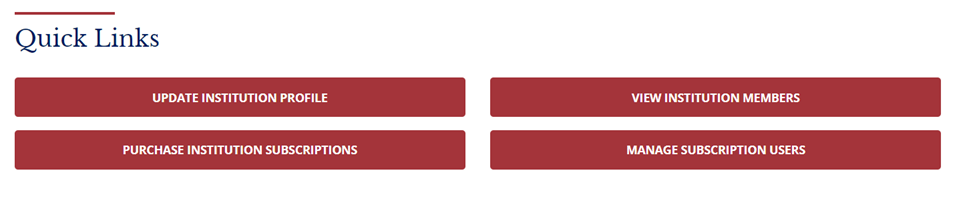 Quick Links
UPDATE INSTITUTION PROFILE
VIEW INSTITUTION MEMBERS
PURCHASE INSTITUTION SUBSCRIPTIONS
MANAGE SUBSCRIPTION USERS